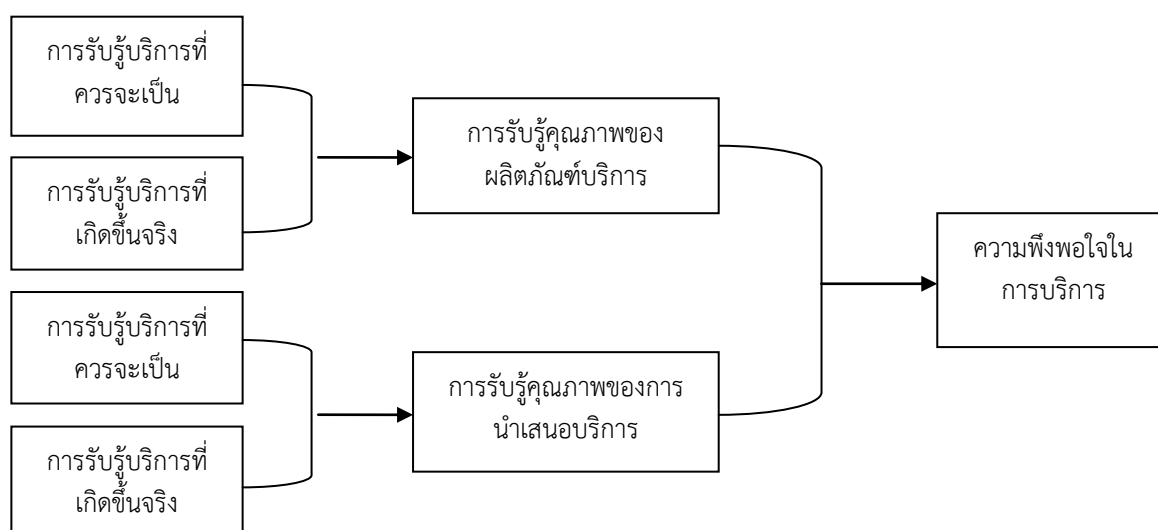 การรับรู้บริการที่
ควรจะเป็น
การรับรู้บริการที่
เกิดขึ้นจริง
การรับรู้คุณภาพของ
ผลิตภัณฑ์บริการ
การรับรู้บริการที่
ควรจะเป็น
การรับรู้บริการที่
เกิดขึ้นจริง
การรับรู้คุณภาพของการ
นำเสนอบริการ
ความพึงพอใจใน
การบริการ